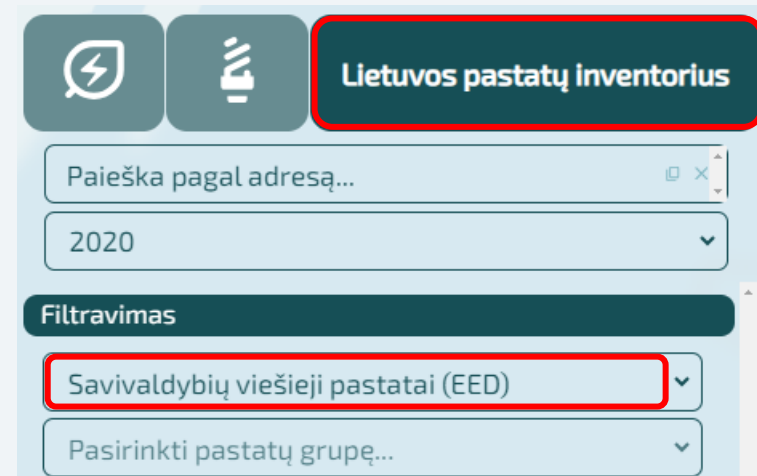 Lietuvos pastatų inventorius
Paieška pagal adresą...
2020
Filtravimas
Savivaldybių viešieji pastatai (EED)
Pasirinkti pastatų grupę...